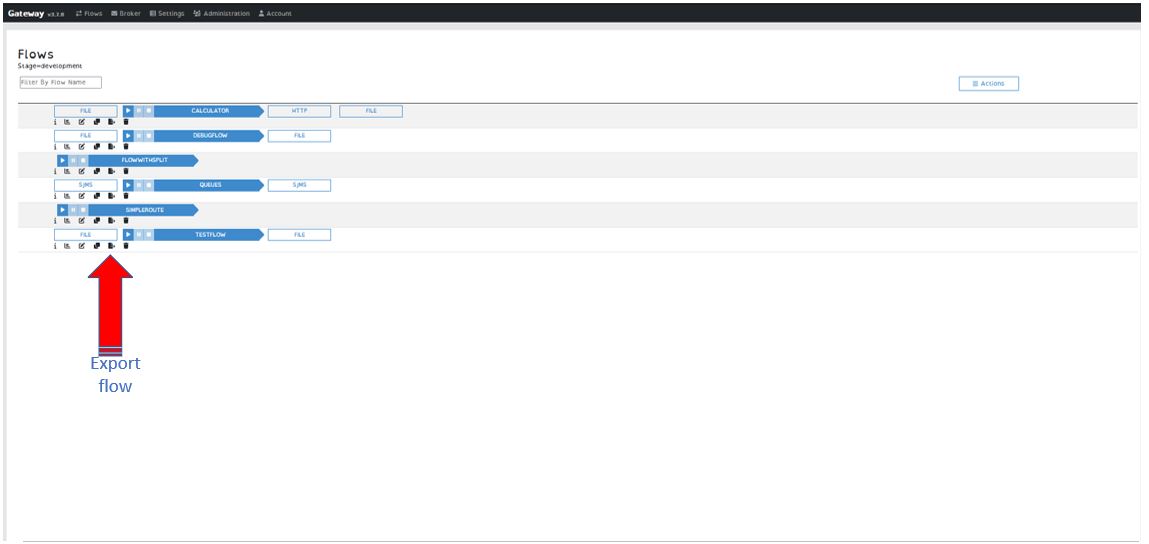 Gateway v3.2.0 Flows Broker Settings Administration Account
Flows
Stage=development
Filter By Flow Name
Actions
FILE CALCULATOR HTTP FILE
FILE DEBUGFLOW FILE
FLOWWITHSPLIT
SJMS QUEUES SJMS
SIMPLEROUTE
FILE TESTFLOW FILE
Export
flow